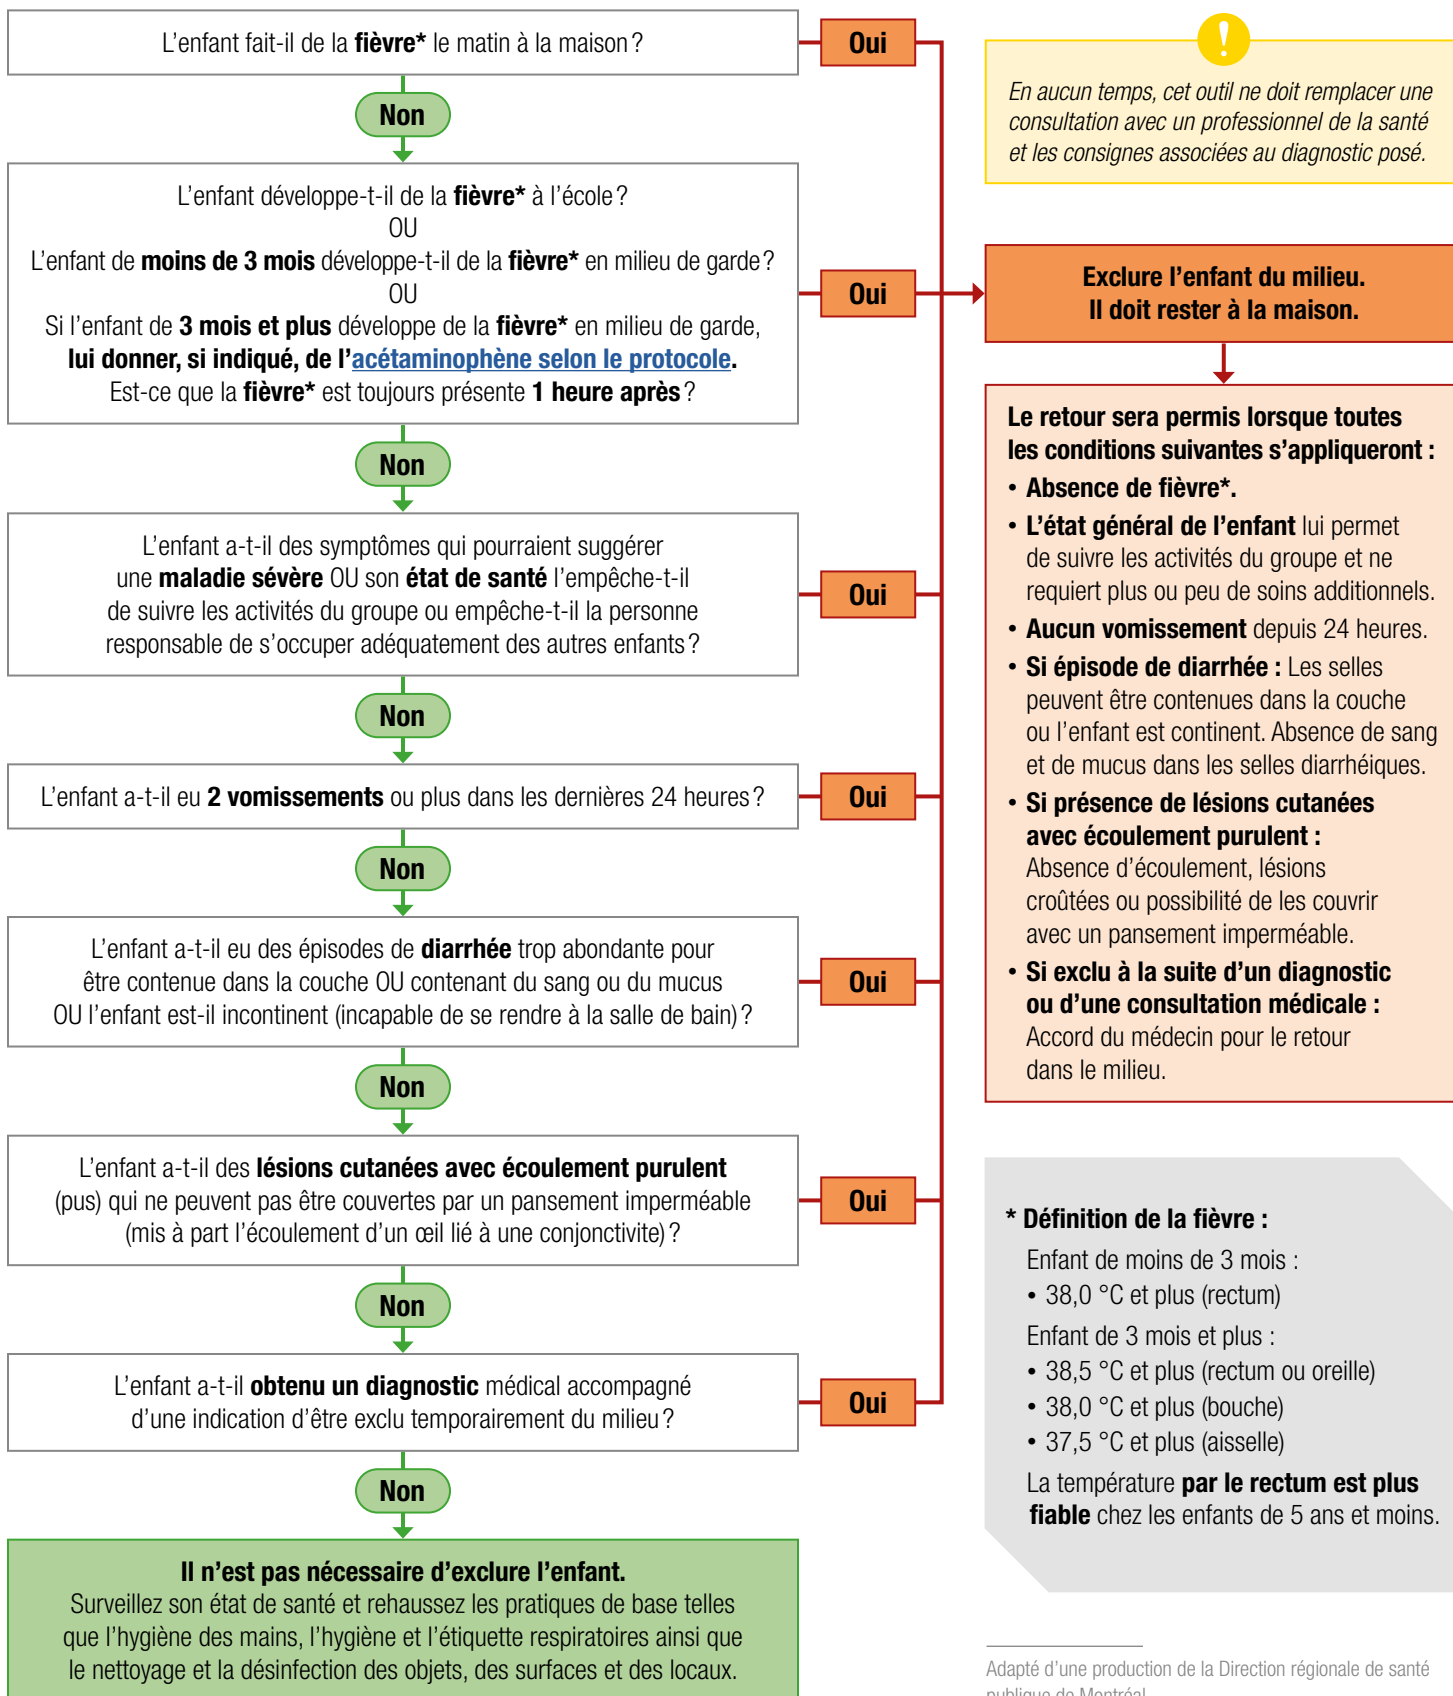 L'enfant fait-il de la fièvre* le matin à la maison ?
Oui
Non
L'enfant développe-t-il de la fièvre* à l'école ?
OU
L'enfant de moins de 3 mois développe-t-il de la fièvre* en milieu de garde ?
OU
Si l'enfant de 3 mois et plus développe de la fièvre* en milieu de garde,
lui donner, si indiqué, de l'acétaminophène selon le protocole.
Est-ce que la fièvre* est toujours présente 1 heure après ?
Oui
Non
L'enfant a-t-il des symptômes qui pourraient suggérer
une maladie sévère OU son état de santé l'empêche-t-il
de suivre les activités du groupe ou empêche-t-il la personne
responsable de s'occuper adéquatement des autres enfants ?
Oui
Non
L'enfant a-t-il eu 2 vomissements ou plus dans les dernières 24 heures ?
Oui
Non
L'enfant a-t-il eu des épisodes de diarrhée trop abondante pour
être contenue dans la couche OU contenant du sang ou du mucus
OU l'enfant est-il incontinent (incapable de se rendre à la salle de bain) ?
Oui
Non
L'enfant a-t-il des lésions cutanées avec écoulement purulent
(pus) qui ne peuvent pas être couvertes par un pansement imperméable
(mis à part l'écoulement d'un œil lié à une conjonctivite) ?
Oui
Non
L'enfant a-t-il obtenu un diagnostic médical accompagné
d'une indication d'être exclu temporairement du milieu ?
Oui
Non
Il n'est pas nécessaire d'exclure l'enfant.
Surveillez son état de santé et rehaussez les pratiques de base telles
que l'hygiène des mains, l'hygiène et l'étiquette respiratoires ainsi que
le nettoyage et la désinfection des objets, des surfaces et des locaux.
!
En aucun temps, cet outil ne doit remplacer une
consultation avec un professionnel de la santé
et les consignes associées au diagnostic posé.
Exclure l'enfant du milieu.
Il doit rester à la maison.
Le retour sera permis lorsque toutes
les conditions suivantes s'appliqueront :
• Absence de fièvre*.
• L'état général de l'enfant lui permet
de suivre les activités du groupe et ne
requiert plus ou peu de soins additionnels.
• Aucun vomissement depuis 24 heures.
• Si épisode de diarrhée : Les selles
peuvent être contenues dans la couche
ou l'enfant est continent. Absence de sang
et de mucus dans les selles diarrhéiques.
• Si présence de lésions cutanées
avec écoulement purulent :
Absence d'écoulement, lésions
croûtées ou possibilité de les couvrir
avec un pansement imperméable.
• Si exclu à la suite d'un diagnostic
ou d'une consultation médicale :
Accord du médecin pour le retour
dans le milieu.
* Définition de la fièvre :
Enfant de moins de 3 mois :
• 38,0 °C et plus (rectum)
Enfant de 3 mois et plus :
• 38,5 °C et plus (rectum ou oreille)
• 38,0 °C et plus (bouche)
• 37,5 °C et plus (aisselle)
La température par le rectum est plus
fiable chez les enfants de 5 ans et moins.
Adapté d'une production de la Direction régionale de santé
publique de Montréal